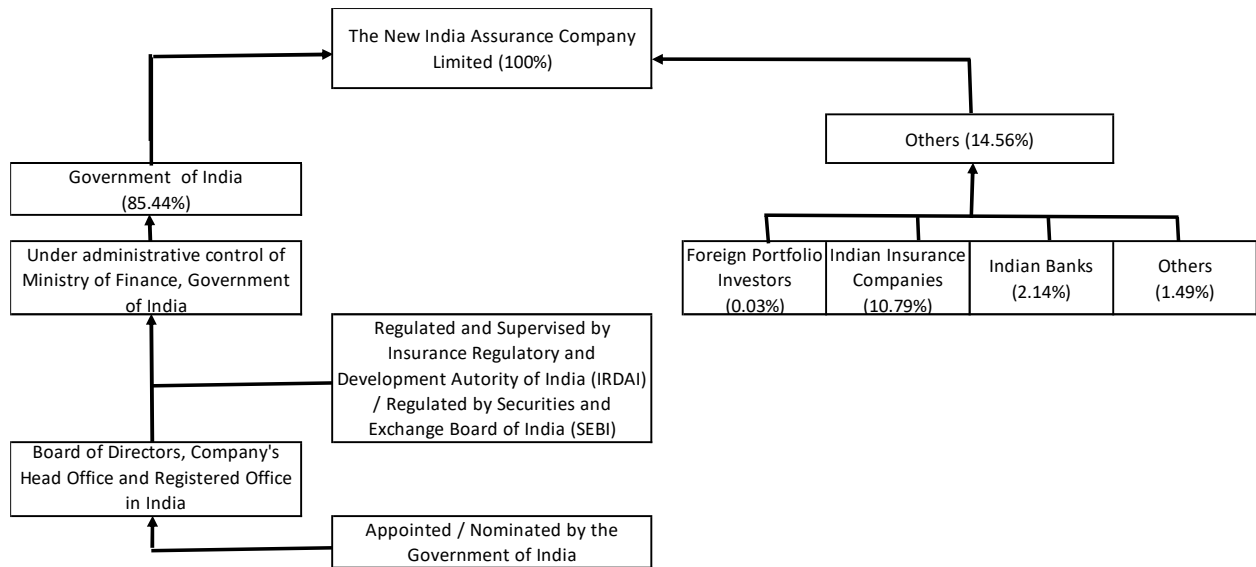 The New India Assurance Company
Limited (100%)
Others (14.56%)
Government  of India
(85.44%)
Under administrative control of
Ministry of Finance, Government
of India
Foreign Portfolio
Investors
(0.03%)
Indian Insurance
Companies
(10.79%)
Indian Banks
(2.14%)
Others
(1.49%)
Regulated and Supervised by
Insurance Regulatory and
Development Autority of India (IRDAI)
/ Regulated by Securities and
Exchange Board of India (SEBI)
Board of Directors, Company's
Head Office and Registered Office
in India
Appointed / Nominated by the
Government of India